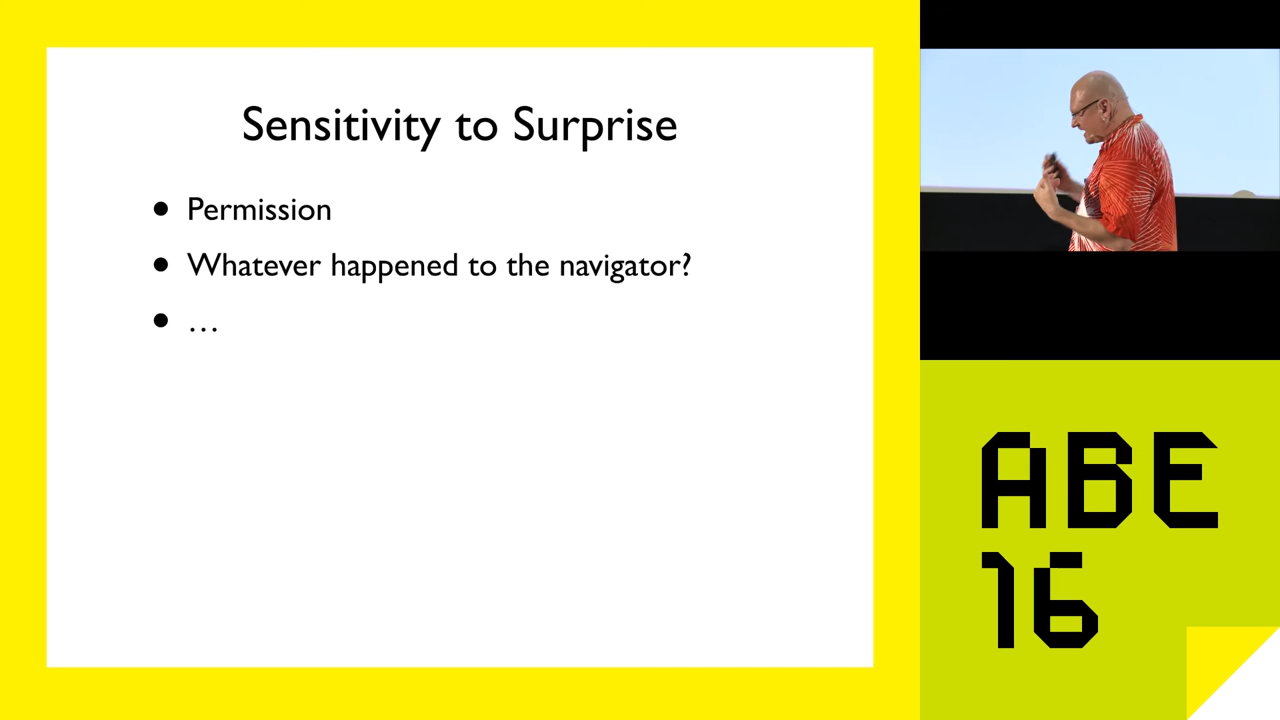 Sensitivity to Surprise
• Permission
• Whatever happened to the navigator?
• …
ABE
16